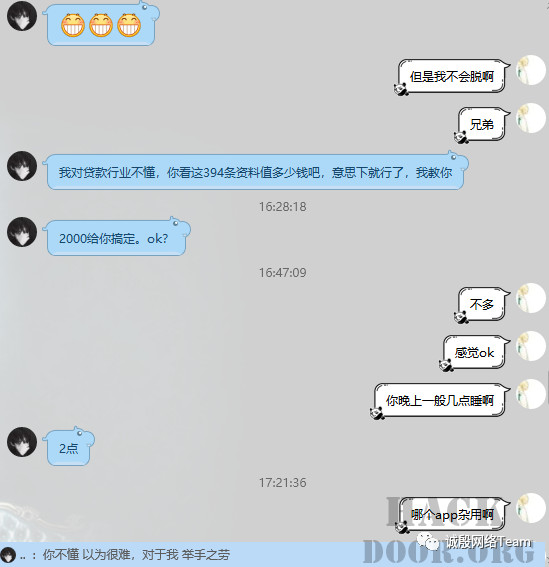 但是我不会脱啊
兄弟
我对贷款行业不懂，你看这394条资料值多少钱吧，意思下就行了，我教你
16:28:18
2000给你搞定。ok？
16:47:09
不多
感觉ok
你晚上一般几点睡啊
2点
17:21:36
哪个app杂用啊
HACK
DOOR.ORG
诚殷网络Team
.. ：你不懂 以为很难，对于我 举手之劳